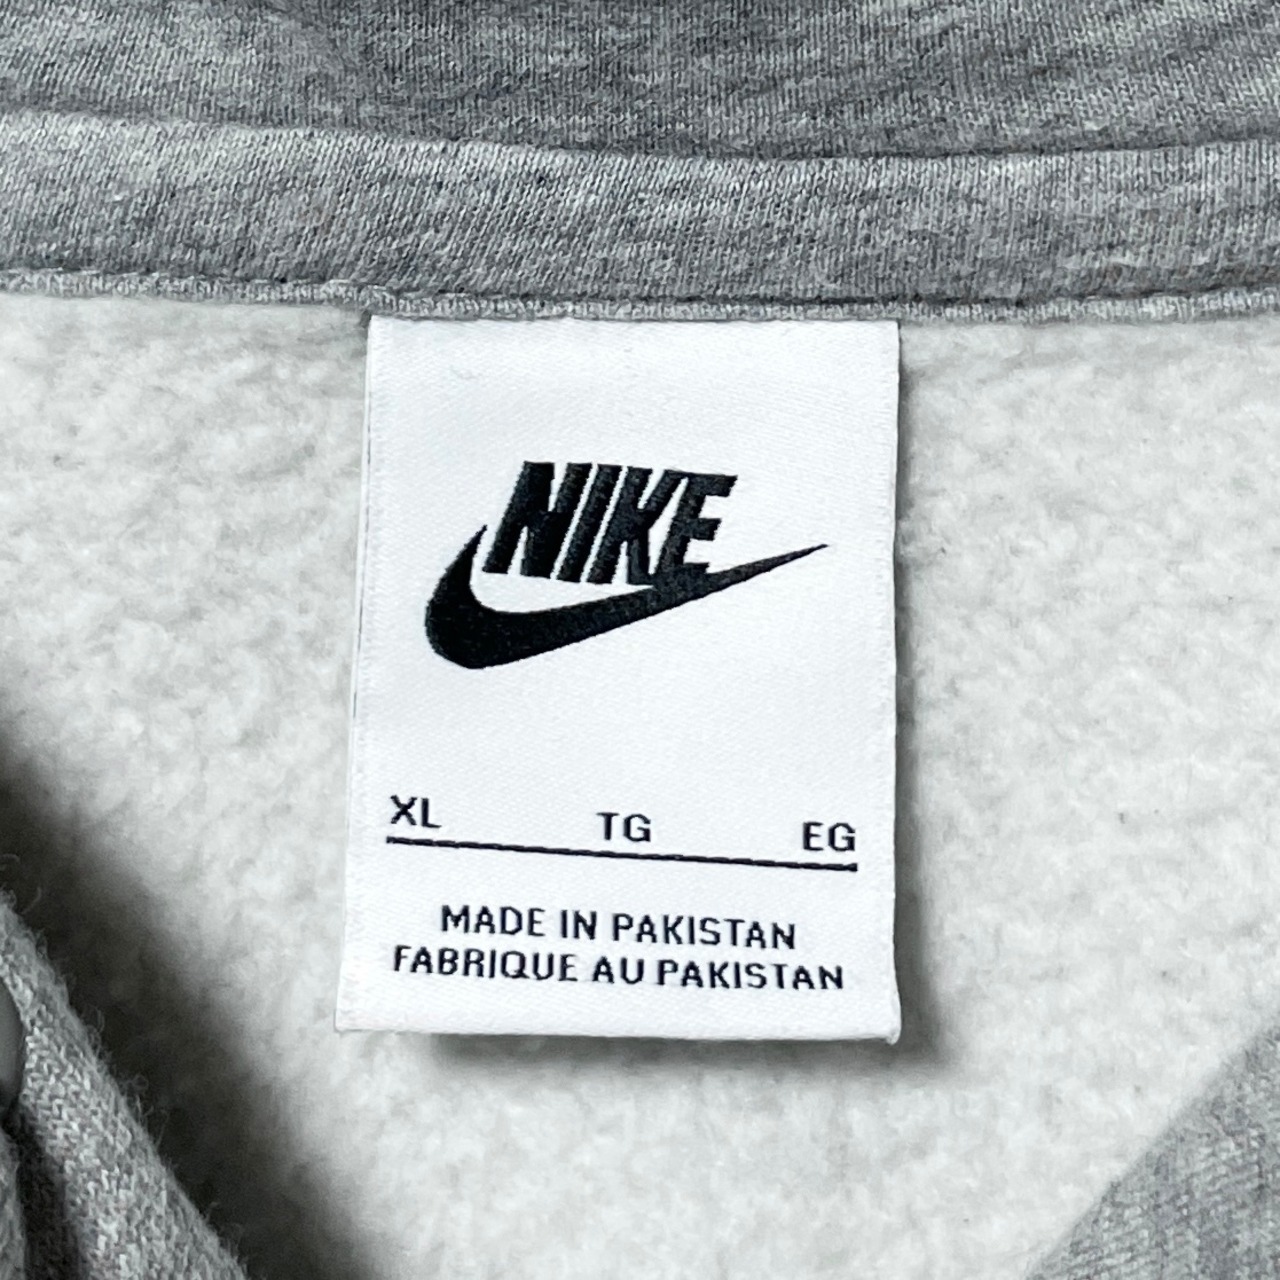 NIKE
XL TG EG
MADE IN PAKISTAN
FABRIQUE AU PAKISTAN